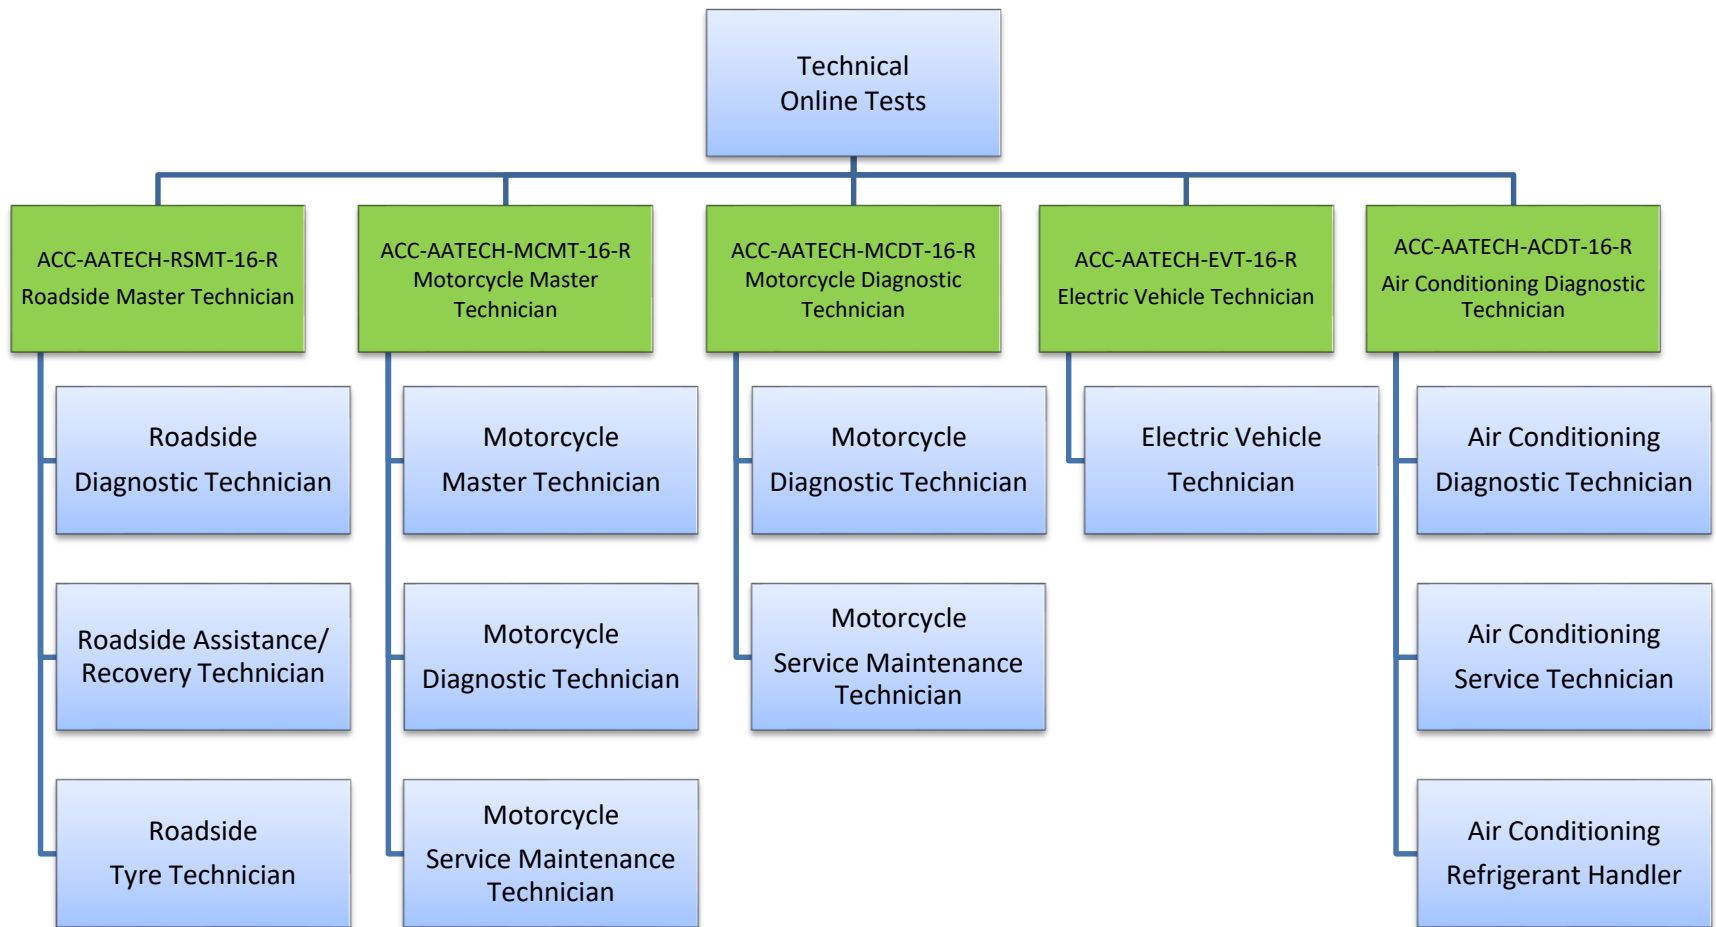 Technical
Online Tests
ACC-AATECH-RSMT-16-R
Roadside Master Technician
ACC-AATECH-MCMT-16-R
Motorcycle Master
Technician
ACC-AATECH-MCDT-16-R
Motorcycle Diagnostic
Technician
ACC-AATECH-EVT-16-R
Electric Vehicle Technician
ACC-AATECH-ACDT-16-R
Air Conditioning Diagnostic
Technician
Roadside
Diagnostic Technician
Roadside Assistance/
Recovery Technician
Roadside
Tyre Technician
Motorcycle
Master Technician
Motorcycle
Diagnostic Technician
Motorcycle
Service Maintenance
Technician
Motorcycle
Diagnostic Technician
Motorcycle
Service Maintenance
Technician
Electric Vehicle
Technician
Air Conditioning
Diagnostic Technician
Air Conditioning
Service Technician
Air Conditioning
Refrigerant Handler